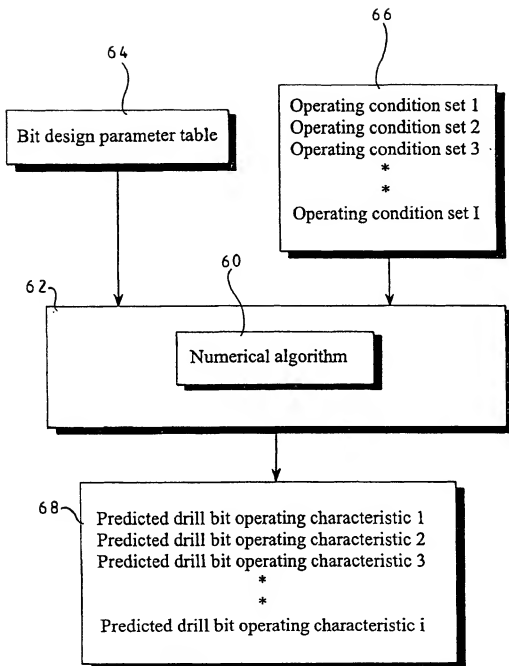 64
66
Bit design parameter table
Operating condition set 1
Operating condition set 2
Operating condition set 3
*
*
Operating condition set I
62
60
Numerical algorithm
68
Predicted drill bit operating characteristic 1
Predicted drill bit operating characteristic 2
Predicted drill bit operating characteristic 3
*
*
Predicted drill bit operating characteristic i